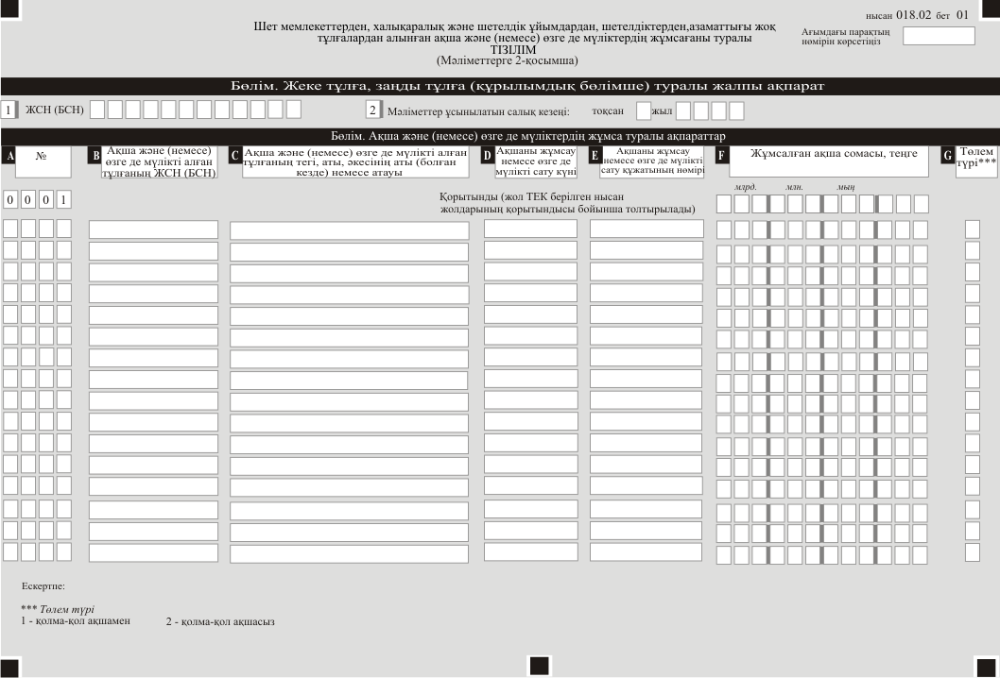 нысан 018.02 бет 01
Шет мемлекеттерден, халықаралық және шетелдік ұйымдардан, шетелдіктерден,азаматтығы жоқ
тұлғалардан алынған ақша және (немесе) өзге де мүліктердің жұмсағаны туралы
ТІЗІЛІМ
(Мәліметтерге 2-қосымша)
Ағымдағы парақтың
нөмірін көрсетіңіз
Бөлім. Жеке тұлға, заңды тұлға (құрылымдық бөлімше) туралы жалпы ақпарат
1 ЖСН (БСН) 2 Мәліметтер ұсынылатын салық кезеңі: тоқсан жыл
Бөлім. Ақша және (немесе) өзге де мүліктердің жұмса туралы ақпараттар
A №
B Ақша және (немесе)
өзге де мүлікті алған
тұлғаның ЖСН (БСН)
C Ақша және (немесе) өзге де мүлікті алған
тұлғаның тегі, аты, әкесінің аты (болған
кезде) немесе атауы
D Ақшаны жұмсау
немесе өзге де
мүлікті сату күні
E Ақшаны жұмсау
немесе өзге де мүлікті
сату құжатының нөмірі
F Жұмсалған ақша сомасы, теңге
G Төлем
түрі***
млрд. млн. мың
0 0 0 1
Қорытынды (жол ТЕК берілген нысан
жолдарының қорытындысы бойынша толтырылады)
Ескертпе:
*** Төлем түрі
1 - қолма-қол ақшамен 2 - қолма-қол ақшасыз